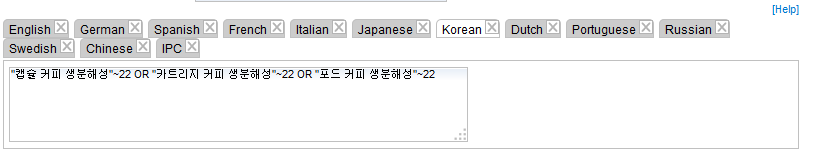 [Help]
English German Spanish French Italian Japanese Korean Dutch Portuguese Russian
Swedish Chinese IPC
"캡슐 커피 생분해성"~22 OR "카트리지 커피 생분해성"~22 OR "포드 커피 생분해성"~22